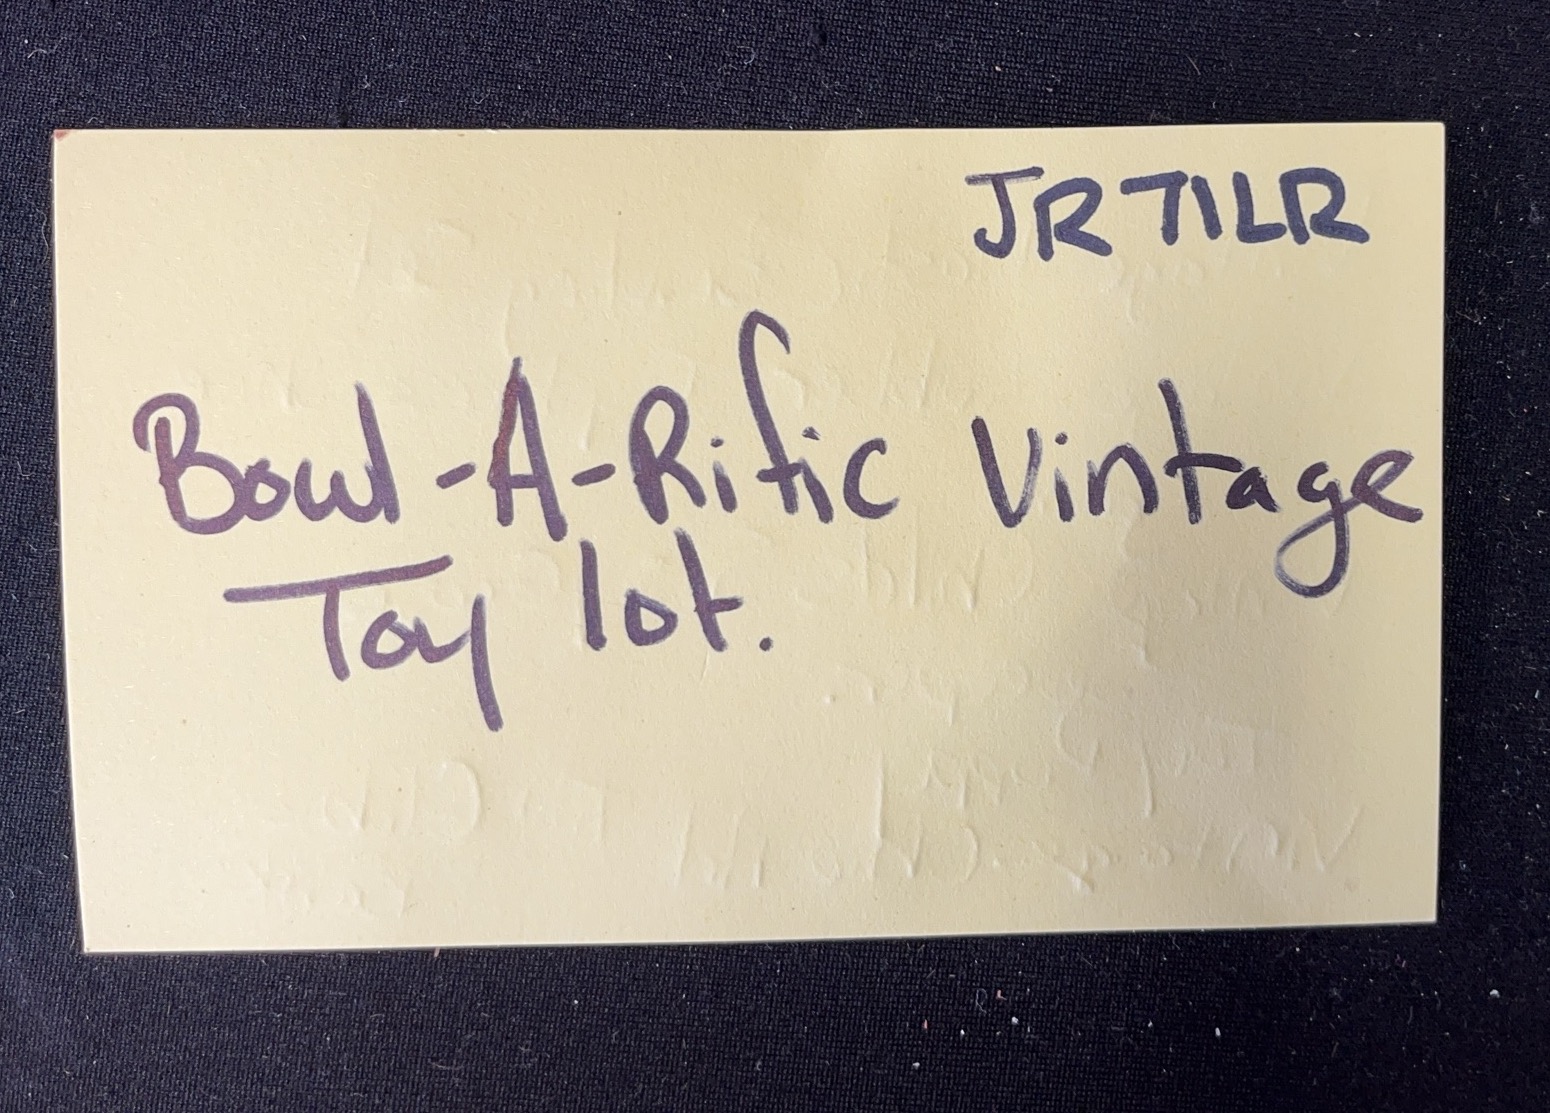 JR71LR
Bowl-A-Rific Vintage
Toy lot.